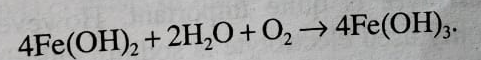 4Fe(OH)₂ + 2H₂O + O₂ → 4Fe(OH)₃.